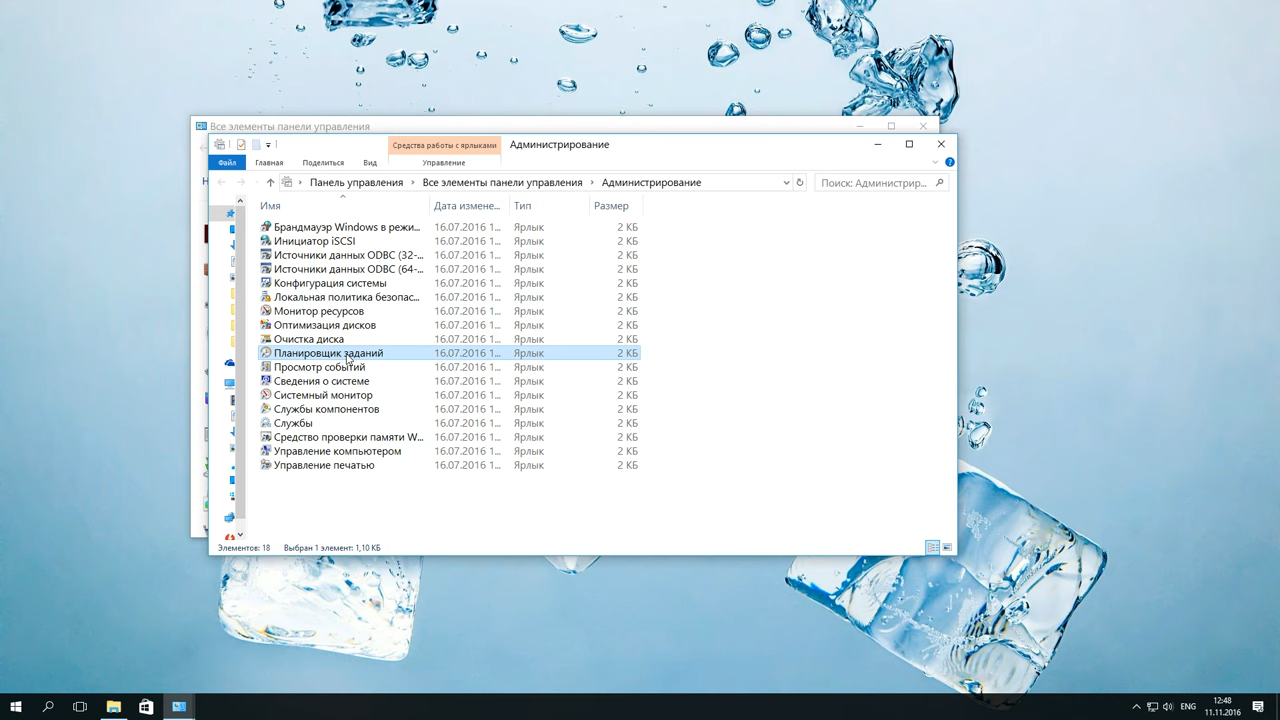 Все элементы панели управления
Средства работы с ярлыками
Администрирование
Файл
Главная
Поделиться
Вид
Управление
Панель управления
Все элементы панели управления
Администрирование
Поиск: Администрир...
Имя
Дата измене...
Тип
Размер
Брандмауэр Windows в режи... 16.07.2016 1... Ярлык 2 КБ
Инициатор iSCSI 16.07.2016 1... Ярлык 2 КБ
Источники данных ODBC (32-... 16.07.2016 1... Ярлык 2 КБ
Источники данных ODBC (64-... 16.07.2016 1... Ярлык 2 КБ
Конфигурация системы 16.07.2016 1... Ярлык 2 КБ
Локальная политика безопас... 16.07.2016 1... Ярлык 2 КБ
Монитор ресурсов 16.07.2016 1... Ярлык 2 КБ
Оптимизация дисков 16.07.2016 1... Ярлык 2 КБ
Очистка диска 16.07.2016 1... Ярлык 2 КБ
Планировщик заданий 16.07.2016 1... Ярлык 2 КБ
Просмотр событий 16.07.2016 1... Ярлык 2 КБ
Сведения о системе 16.07.2016 1... Ярлык 2 КБ
Системный монитор 16.07.2016 1... Ярлык 2 КБ
Службы компонентов 16.07.2016 1... Ярлык 2 КБ
Службы 16.07.2016 1... Ярлык 2 КБ
Средство проверки памяти W... 16.07.2016 1... Ярлык 2 КБ
Управление компьютером 16.07.2016 1... Ярлык 2 КБ
Управление печатью 16.07.2016 1... Ярлык 2 КБ
Элементов: 18
Выбран 1 элемент: 1,10 КБ
ENG
12:48
11.11.2016